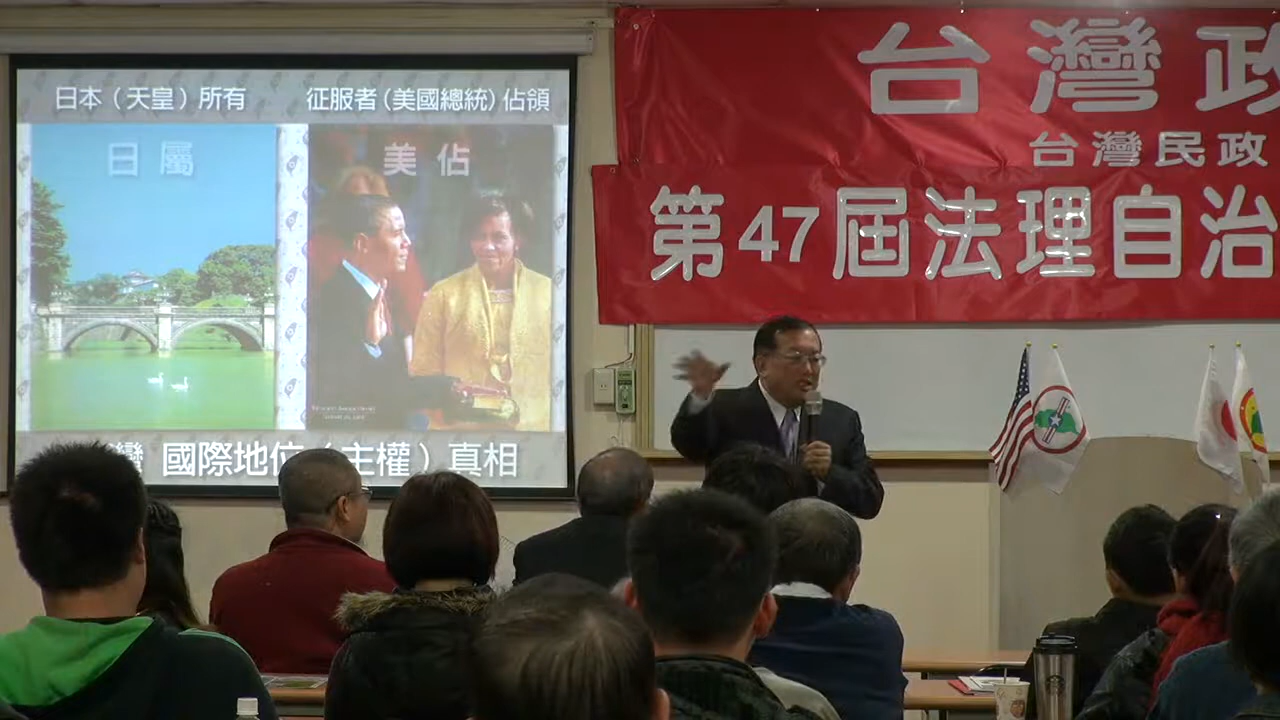 日本（天皇）所有
征服者（美國總統）佔領
日屬
美佔
灣 國際地位（主權）真相
台灣政
台灣民政
第47屆法理自治